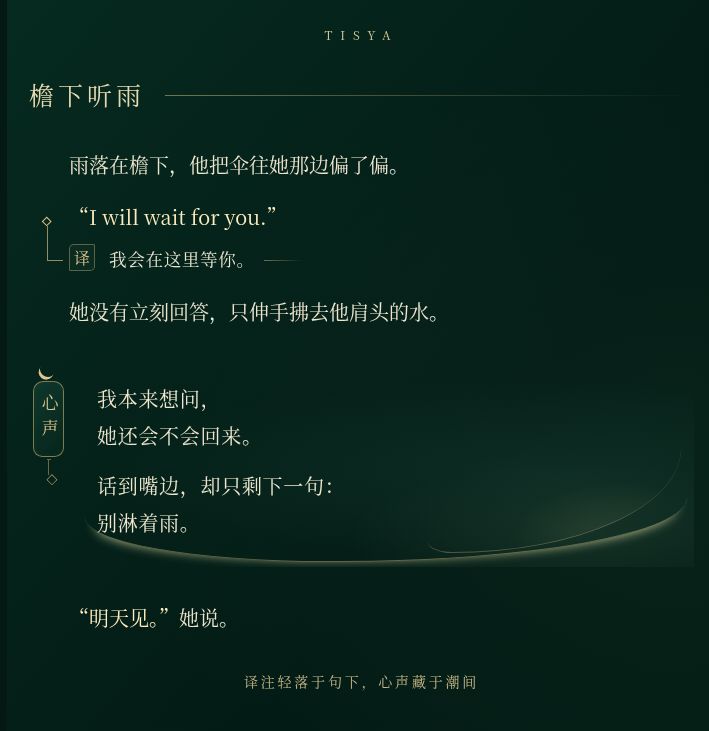 TISYA
檐下听雨
雨落在檐下，他把伞往她那边偏了偏。
“I will wait for you.”
译 我会在这里等你。
她没有立刻回答，只伸手拂去他肩头的水。
心声
我本来想问，
她还会不会回来。
话到嘴边，却只剩下一句：
别淋着雨。
“明天见。”她说。
译注轻落于句下，心声藏于潮间